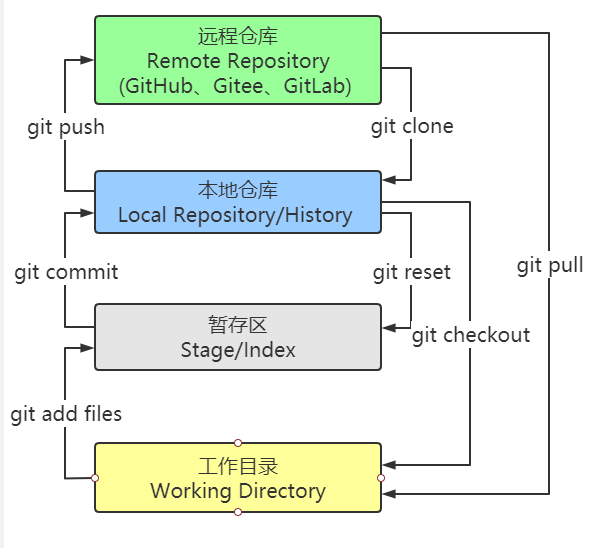 远程仓库
Remote Repository
(GitHub、Gitee、GitLab)
git push
git clone
本地仓库
Local Repository/History
git pull
git commit
git reset
暂存区
Stage/Index
git checkout
git add files
工作目录
Working Directory